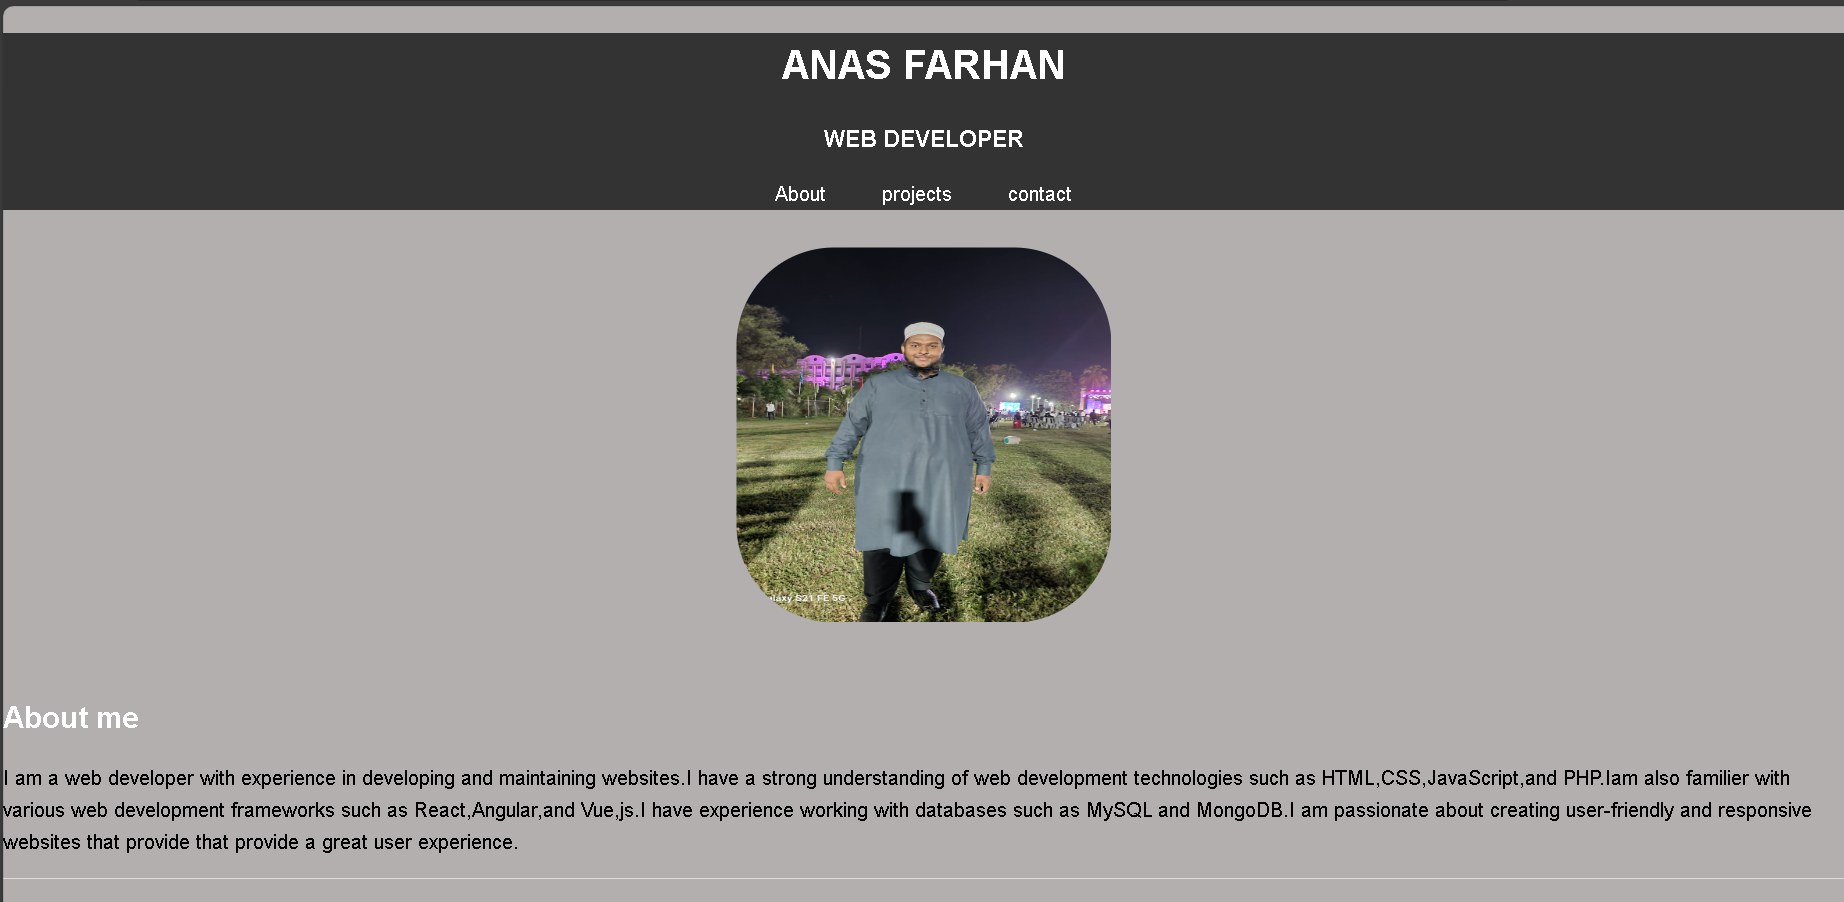 ANAS FARHAN
WEB DEVELOPER
About projects contact
alaxy S21 FE 5G
About me
I am a web developer with experience in developing and maintaining websites.I have a strong understanding of web development technologies such as HTML,CSS,JavaScript,and PHP.Iam also familier with
various web development frameworks such as React,Angular,and Vue,js.I have experience working with databases such as MySQL and MongoDB.I am passionate about creating user-friendly and responsive
websites that provide that provide a great user experience.